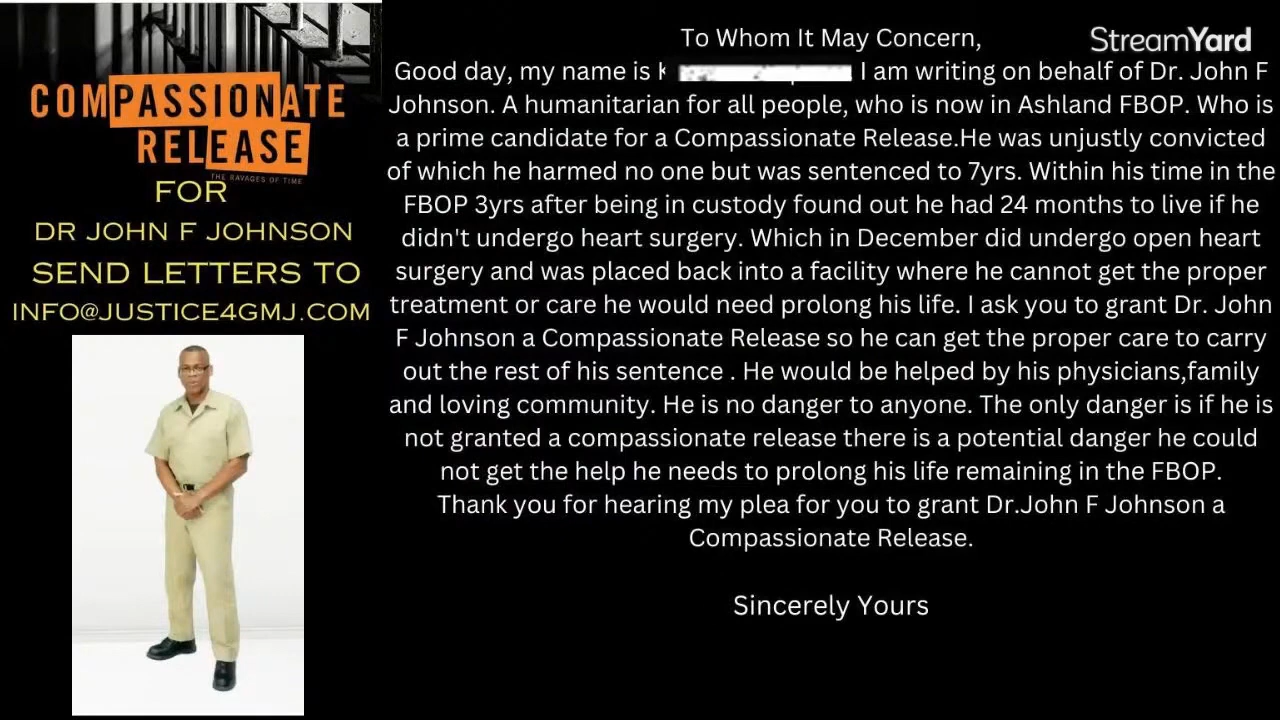 COMPASSIONATE
RELEASE
THE RAVAGES OF TIME
FOR
DR JOHN F JOHNSON
SEND LETTERS TO
INFO@JUSTICE4GMJ.COM
StreamYard
To Whom It May Concern,
Good day, my name is K I am writing on behalf of Dr. John F
Johnson. A humanitarian for all people, who is now in Ashland FBOP. Who is
a prime candidate for a Compassionate Release.He was unjustly convicted
of which he harmed no one but was sentenced to 7yrs. Within his time in the
FBOP 3yrs after being in custody found out he had 24 months to live if he
didn't undergo heart surgery. Which in December did undergo open heart
surgery and was placed back into a facility where he cannot get the proper
treatment or care he would need prolong his life. I ask you to grant Dr. John
F Johnson a Compassionate Release so he can get the proper care to carry
out the rest of his sentence . He would be helped by his physicians,family
and loving community. He is no danger to anyone. The only danger is if he is
not granted a compassionate release there is a potential danger he could
not get the help he needs to prolong his life remaining in the FBOP.
Thank you for hearing my plea for you to grant Dr.John F Johnson a
Compassionate Release.
Sincerely Yours